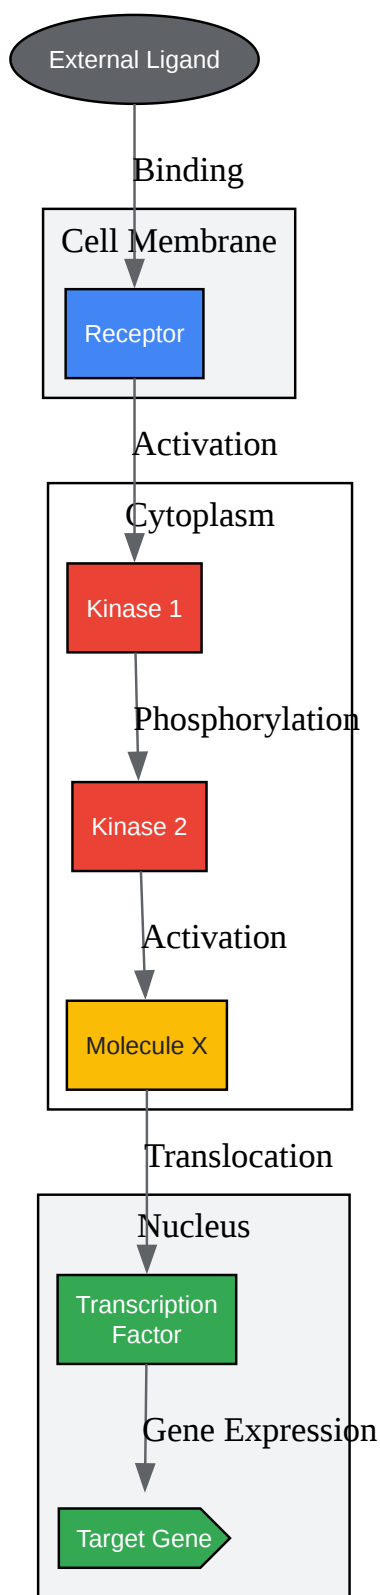 External Ligand
Binding
Cell Membrane
Receptor
Activation
Cytoplasm
Kinase 1
Phosphorylation
Kinase 2
Activation
Molecule X
Translocation
Nucleus
Transcription
Factor
Gene Expression
Target Gene